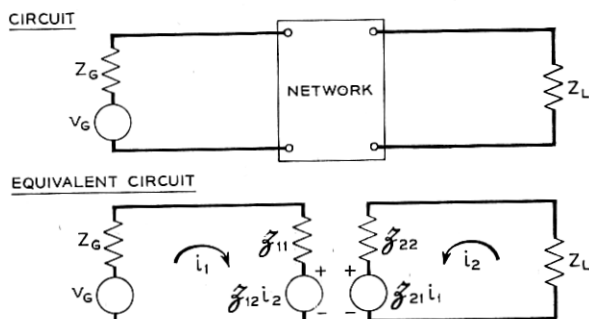 CIRCUIT
Z_G
V_G
NETWORK
Z_L
EQUIVALENT CIRCUIT
Z_G
V_G
i_1
z_11
+
z_12 i_2
−
z_22
+
z_21 i_1
−
i_2
Z_L